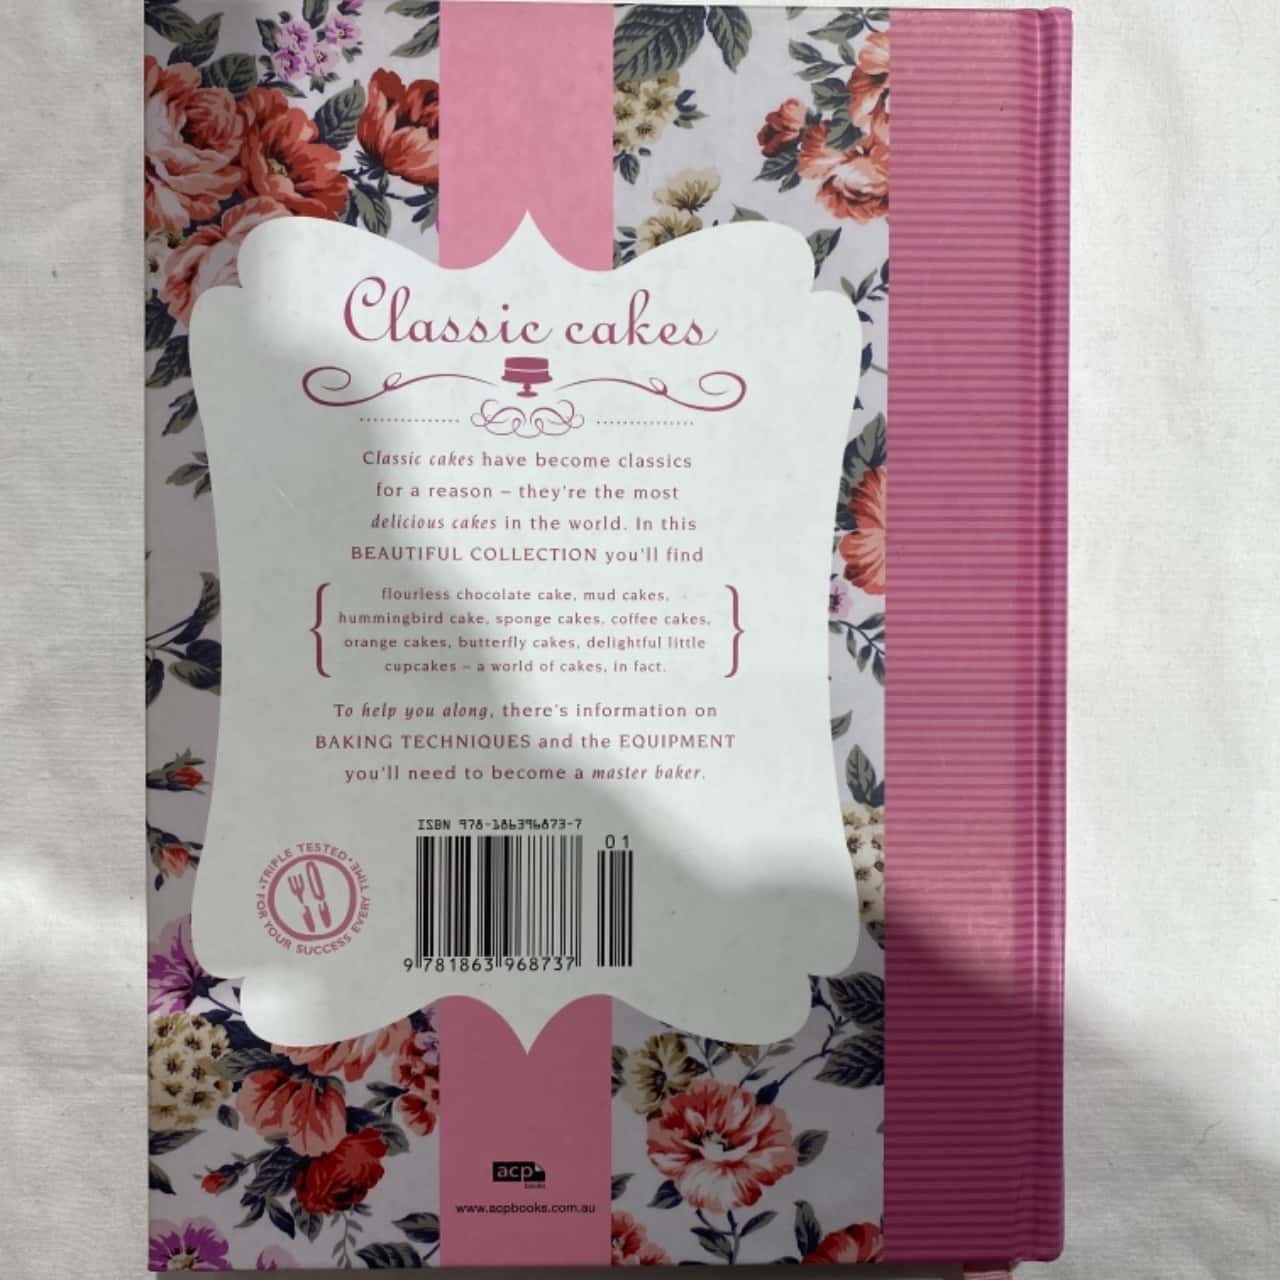 Classic cakes
Classic cakes have become classics
for a reason – they're the most
delicious cakes in the world. In this
BEAUTIFUL COLLECTION you'll find
flourless chocolate cake, mud cakes,
hummingbird cake, sponge cakes, coffee cakes,
orange cakes, butterfly cakes, delightful little
cupcakes – a world of cakes, in fact.
To help you along, there's information on
BAKING TECHNIQUES and the EQUIPMENT
you'll need to become a master baker.
•TRIPLE TESTED•
FOR YOUR SUCCESS EVERY TIME
ISBN 978-186396873-7
01
9 781863 968737
acp
books
www.acpbooks.com.au